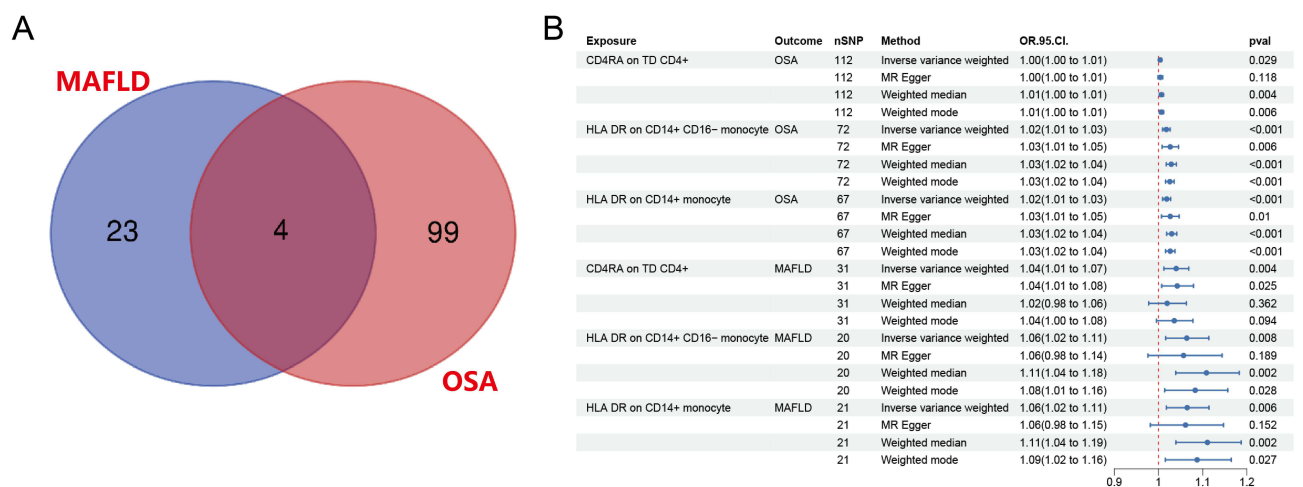 A
MAFLD
23
4
99
OSA
B
Exposure Outcome nSNP Method OR.95.CI. pval
CD4RA on TD CD4+ OSA 112 Inverse variance weighted 1.00(1.00 to 1.01) 0.029
112 MR Egger 1.00(1.00 to 1.01) 0.118
112 Weighted median 1.01(1.00 to 1.01) 0.004
112 Weighted mode 1.01(1.00 to 1.01) 0.006
HLA DR on CD14+ CD16− monocyte OSA 72 Inverse variance weighted 1.02(1.01 to 1.03) <0.001
72 MR Egger 1.03(1.01 to 1.05) 0.006
72 Weighted median 1.03(1.02 to 1.04) <0.001
72 Weighted mode 1.03(1.02 to 1.04) <0.001
HLA DR on CD14+ monocyte OSA 67 Inverse variance weighted 1.02(1.01 to 1.03) <0.001
67 MR Egger 1.03(1.01 to 1.05) 0.01
67 Weighted median 1.03(1.02 to 1.04) <0.001
67 Weighted mode 1.03(1.02 to 1.04) <0.001
CD4RA on TD CD4+ MAFLD 31 Inverse variance weighted 1.04(1.01 to 1.07) 0.004
31 MR Egger 1.04(1.01 to 1.08) 0.025
31 Weighted median 1.02(0.98 to 1.06) 0.362
31 Weighted mode 1.04(1.00 to 1.08) 0.094
HLA DR on CD14+ CD16− monocyte MAFLD 20 Inverse variance weighted 1.06(1.02 to 1.11) 0.008
20 MR Egger 1.06(0.98 to 1.14) 0.189
20 Weighted median 1.11(1.04 to 1.18) 0.002
20 Weighted mode 1.08(1.01 to 1.16) 0.028
HLA DR on CD14+ monocyte MAFLD 21 Inverse variance weighted 1.06(1.02 to 1.11) 0.006
21 MR Egger 1.06(0.98 to 1.15) 0.152
21 Weighted median 1.11(1.04 to 1.19) 0.002
21 Weighted mode 1.09(1.02 to 1.16) 0.027
0.9 1 1.1 1.2